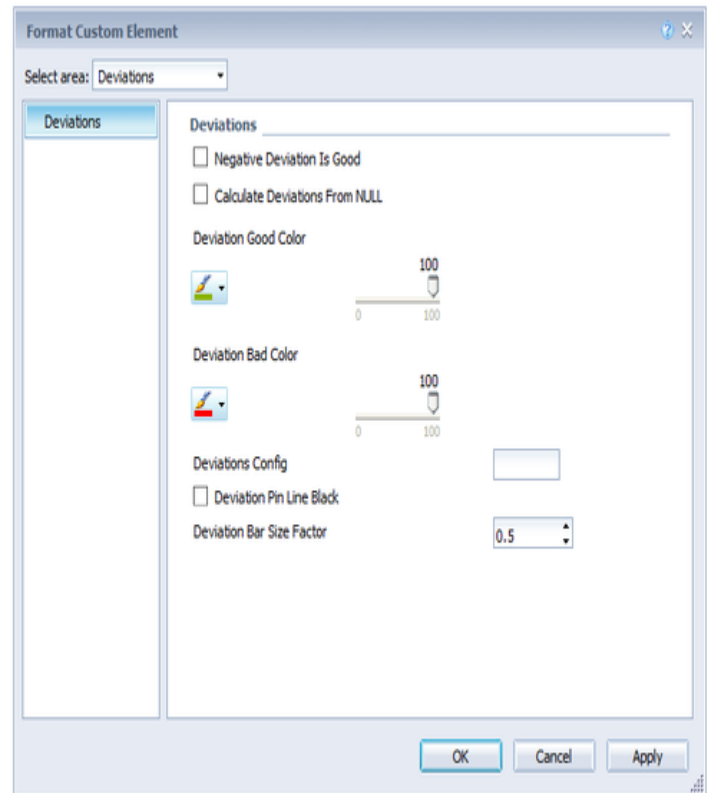 Format Custom Element
Select area: Deviations
Deviations
Deviations
Negative Deviation Is Good
Calculate Deviations From NULL
Deviation Good Color
100
0 100
Deviation Bad Color
100
0 100
Deviations Config
Deviation Pin Line Black
Deviation Bar Size Factor 0.5
OK Cancel Apply